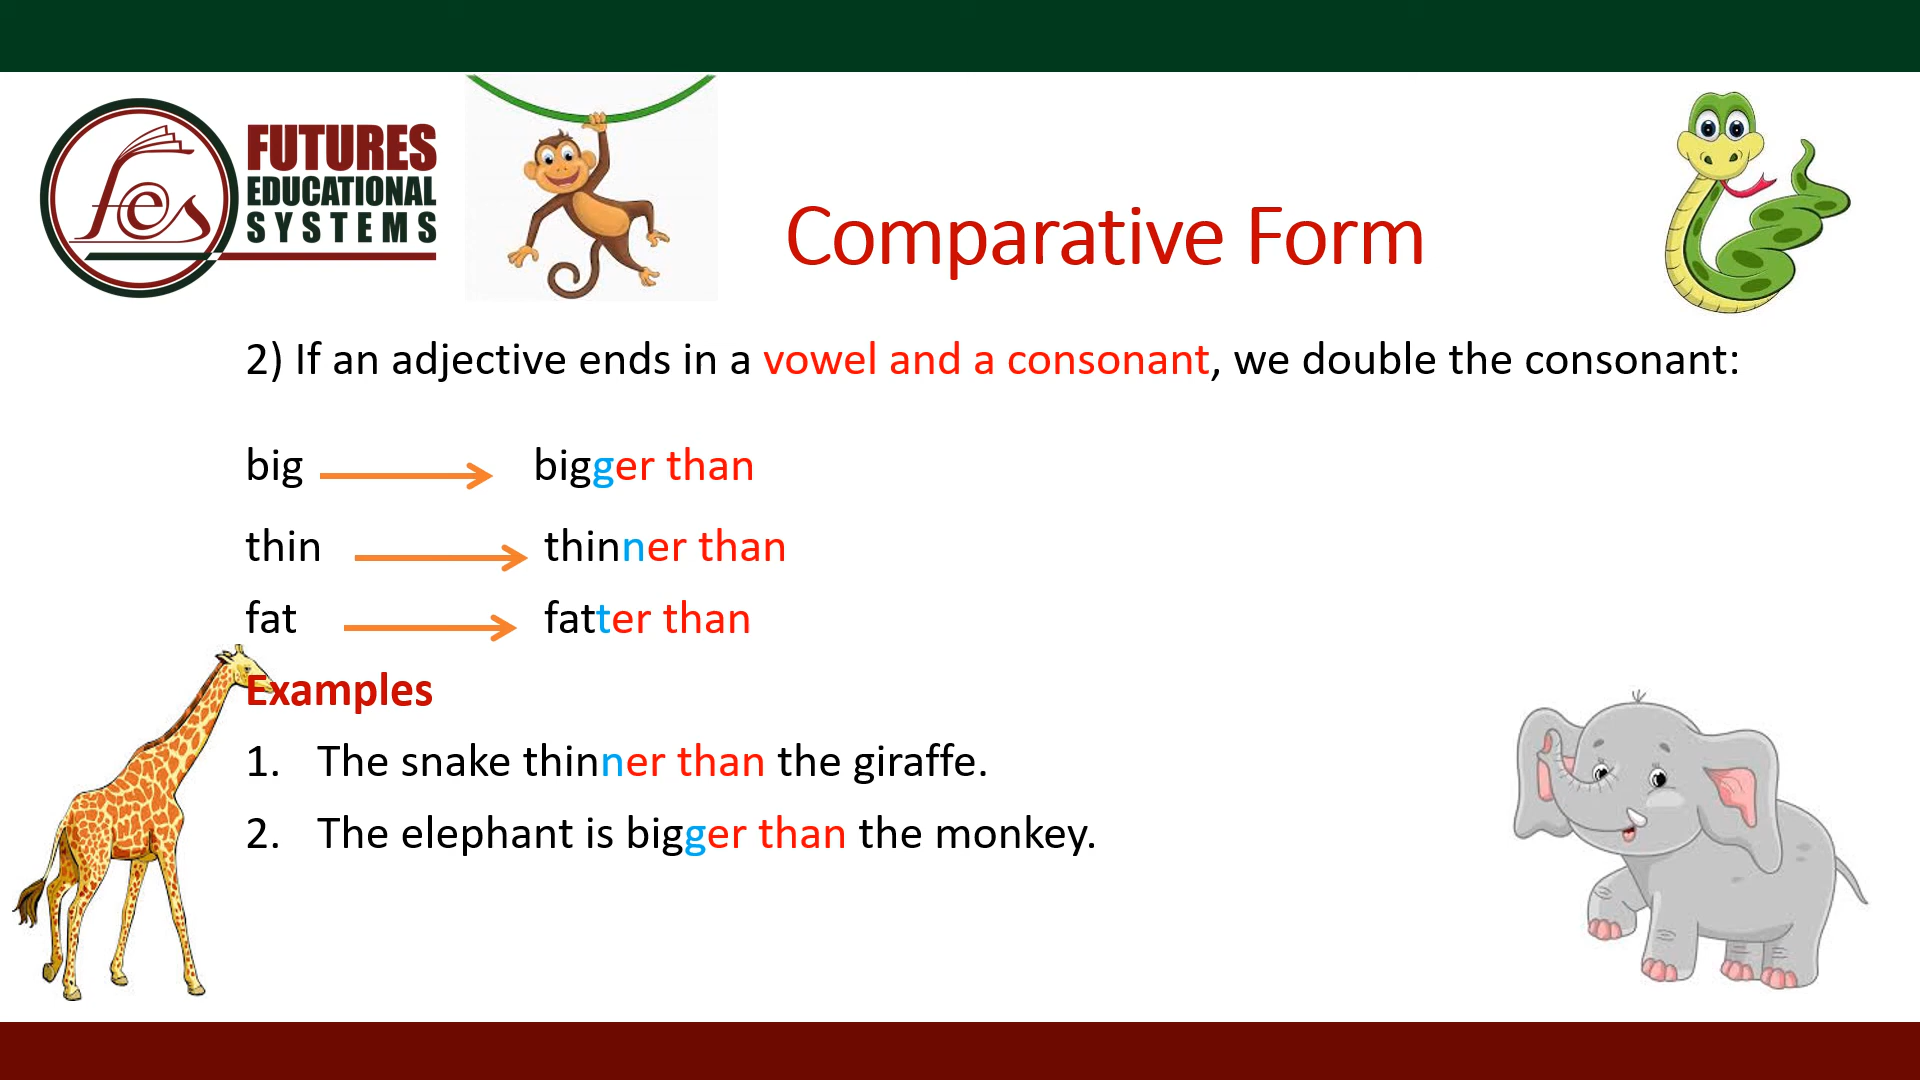 fes
FUTURES
EDUCATIONAL
SYSTEMS
Comparative Form
2) If an adjective ends in a vowel and a consonant, we double the consonant:
big bigger than
thin thinner than
fat fatter than
Examples
1. The snake thinner than the giraffe.
2. The elephant is bigger than the monkey.